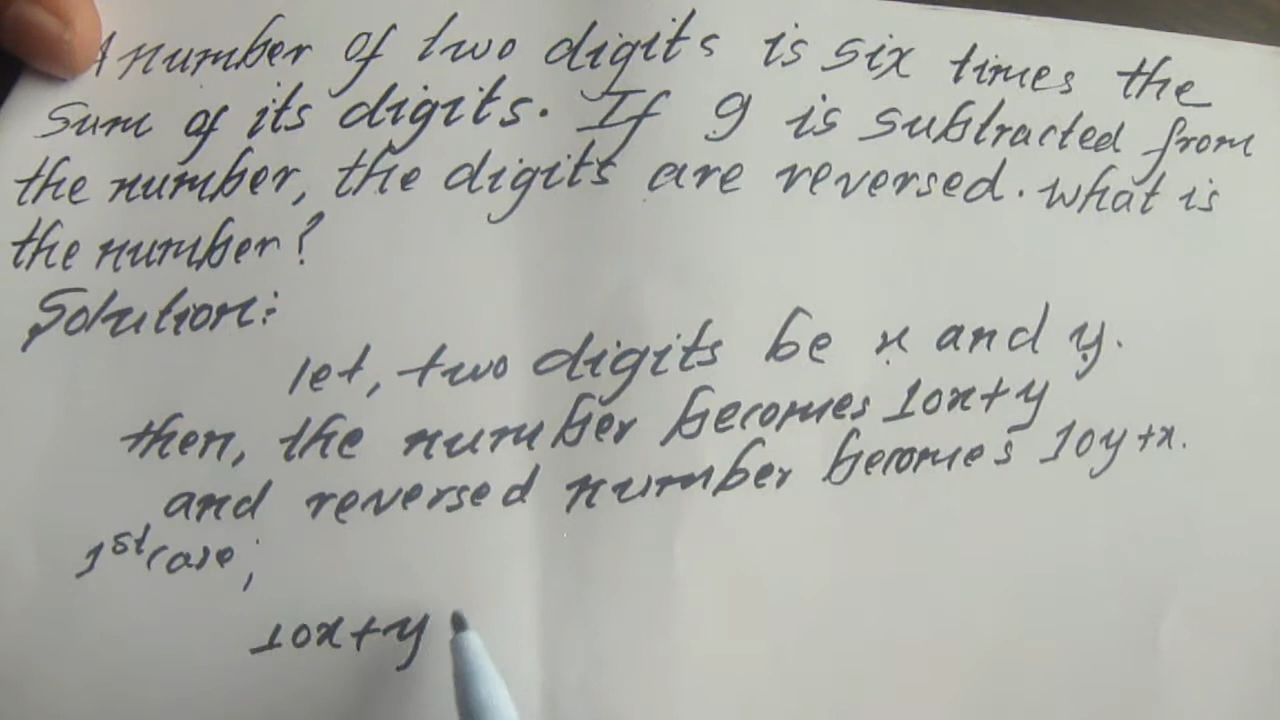 A number of two digits is six times the
sum of its digits. If 9 is subtracted from
the number, the digits are reversed. What is
the number?
Solution:
let, two digits be x and y.
then, the number becomes 10x+y
and reversed number becomes 10y+x.
1st case;
10x+y